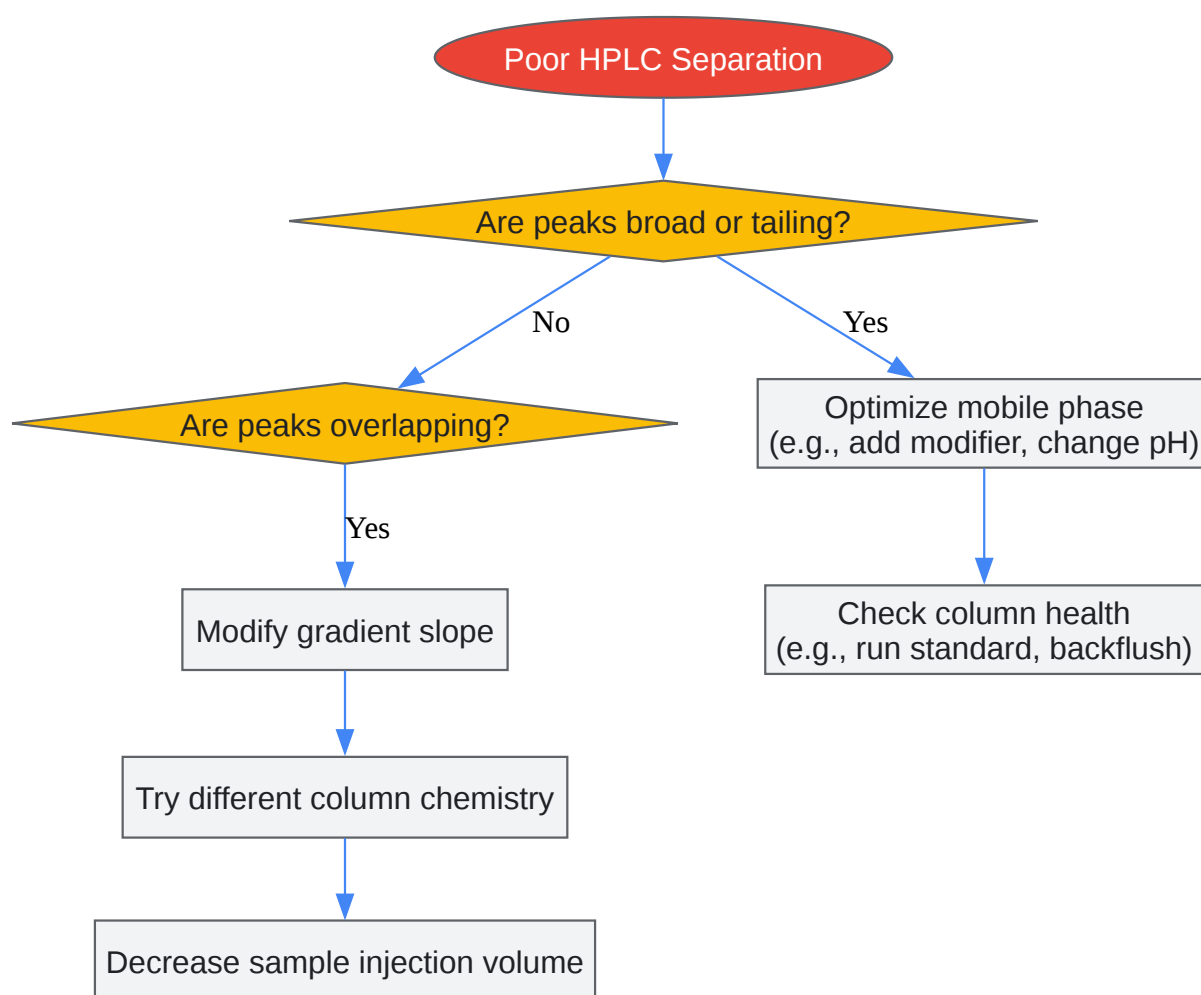 Poor HPLC Separation
Are peaks broad or tailing?
No
Yes
Are peaks overlapping?
Optimize mobile phase
(e.g., add modifier, change pH)
Yes
Modify gradient slope
Check column health
(e.g., run standard, backflush)
Try different column chemistry
Decrease sample injection volume